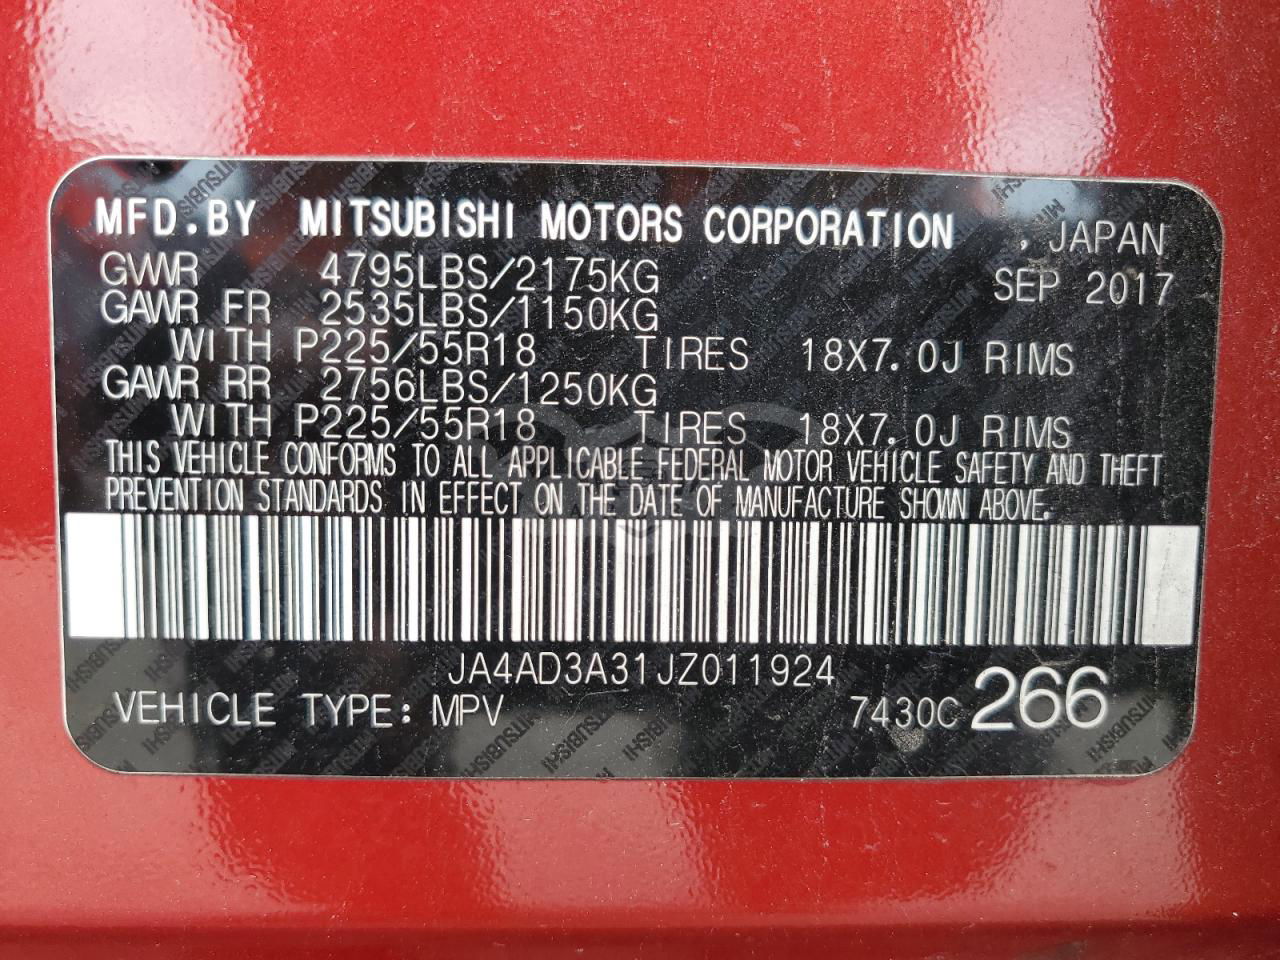 MFD.BY MITSUBISHI MOTORS CORPORATION , JAPAN
GVWR 4795LBS/2175KG SEP 2017
GAWR FR 2535LBS/1150KG
WITH P225/55R18 TIRES 18X7.0J RIMS
GAWR RR 2756LBS/1250KG
WITH P225/55R18 TIRES 18X7.0J RIMS
THIS VEHICLE CONFORMS TO ALL APPLICABLE FEDERAL MOTOR VEHICLE SAFETY AND THEFT
PREVENTION STANDARDS IN EFFECT ON THE DATE OF MANUFACTURE SHOWN ABOVE.
JA4AD3A31JZ011924
VEHICLE TYPE: MPV 7430C 266